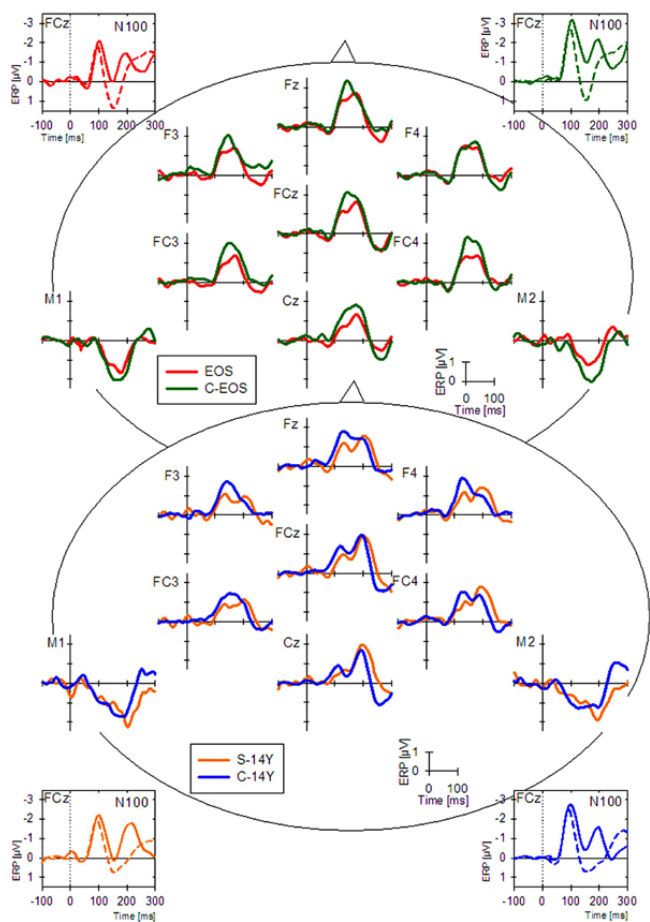 FCz N100
-3
-2
-1
0
1
ERP [µV]
-100 0 100 200 300
Time [ms]
FCz N100
-3
-2
-1
0
1
ERP [µV]
-100 0 100 200 300
Time [ms]
Fz
F3
F4
FCz
FC3
FC4
M1
Cz
M2
EOS
C-EOS
ERP [µV]
1
0
0 100
Time [ms]
Fz
F3
F4
FCz
FC3
FC4
M1
Cz
M2
S-14Y
C-14Y
ERP [µV]
1
0
0 100
Time [ms]
FCz N100
-3
-2
-1
0
1
ERP [µV]
-100 0 100 200 300
Time [ms]
FCz N100
-3
-2
-1
0
1
ERP [µV]
-100 0 100 200 300
Time [ms]